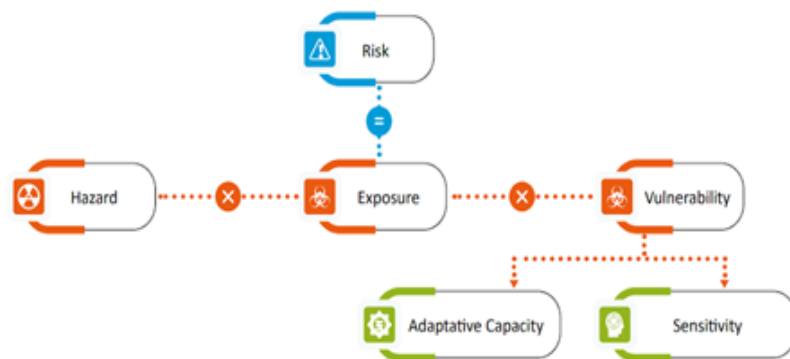 Risk
=
Hazard
×
Exposure
×
Vulnerability
Adaptative Capacity
Sensitivity